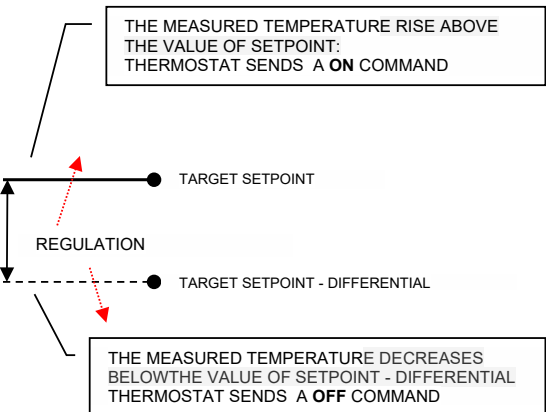 THE MEASURED TEMPERATURE RISE ABOVE
THE VALUE OF SETPOINT:
THERMOSTAT SENDS A ON COMMAND
TARGET SETPOINT
REGULATION
TARGET SETPOINT - DIFFERENTIAL
THE MEASURED TEMPERATURE DECREASES
BELOWTHE VALUE OF SETPOINT - DIFFERENTIAL
THERMOSTAT SENDS A OFF COMMAND